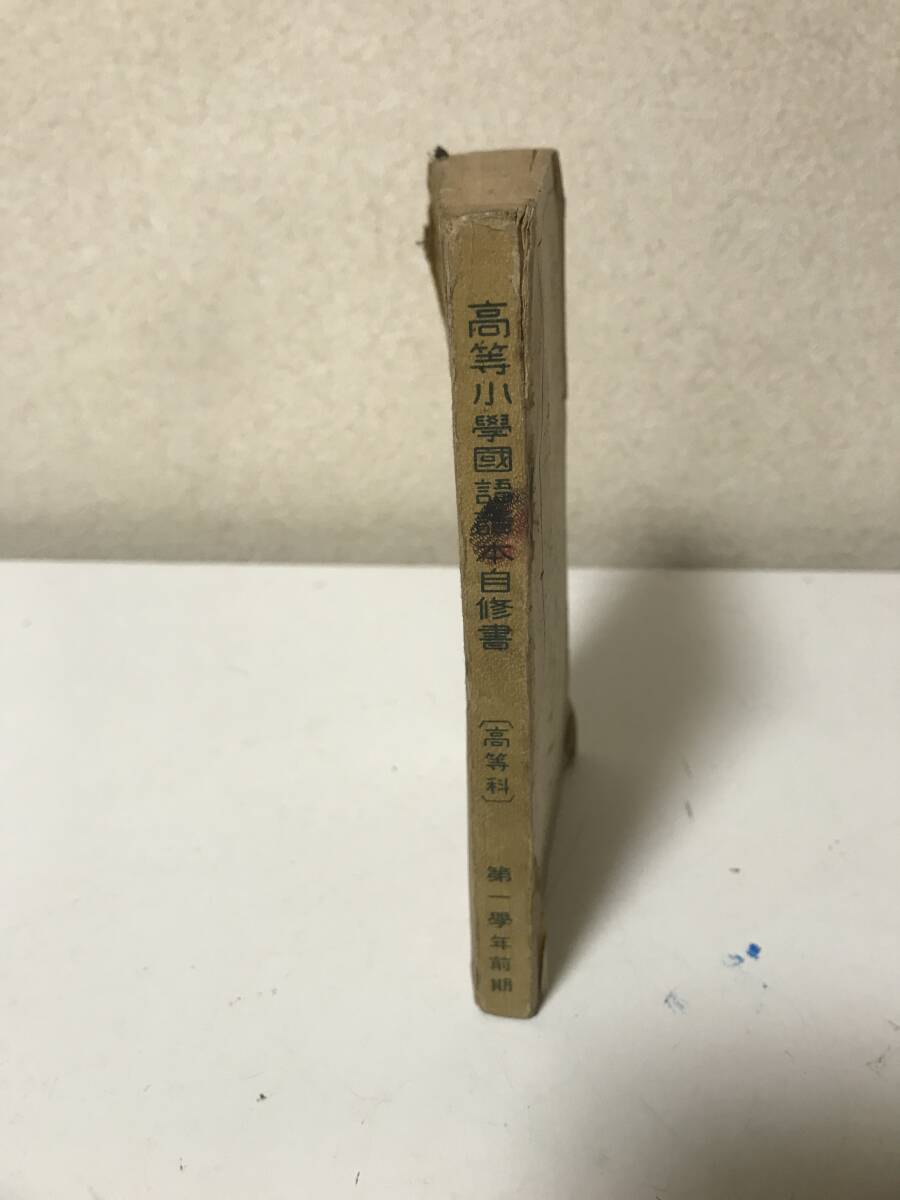 高等小學國語讀本自修書
〔高等科〕
第一學年前期